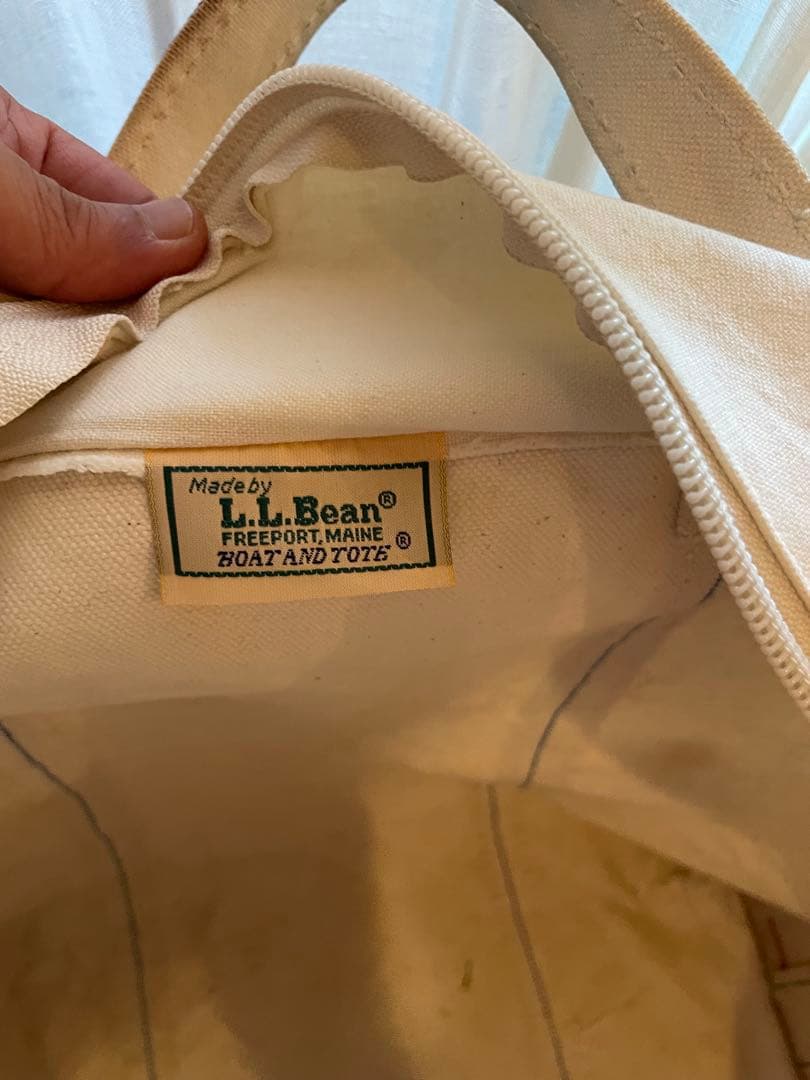 Made by
L.L.Bean®
FREEPORT, MAINE
BOAT AND TOTE®